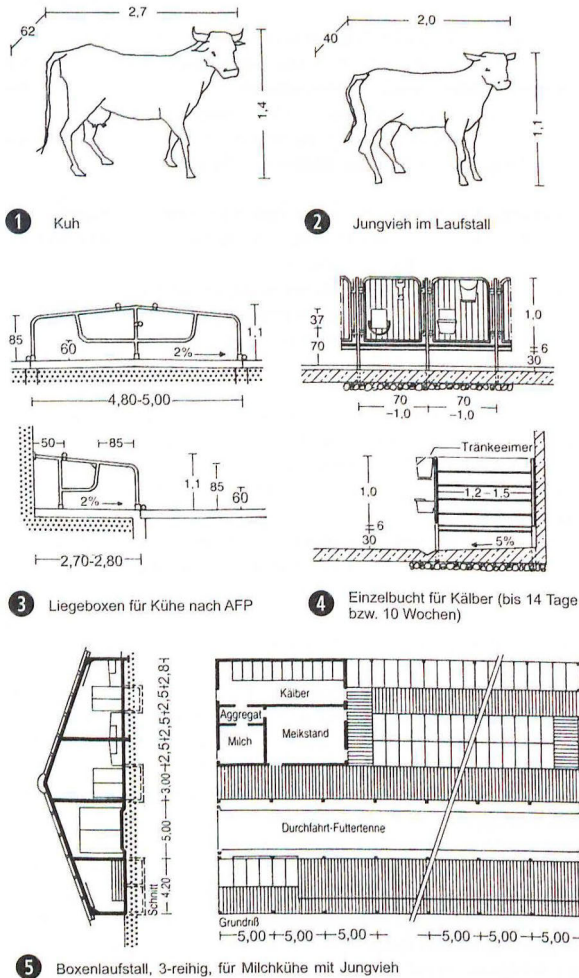 62
2,7
1,4
40
2,0
1,1
1 Kuh
2 Jungvieh im Laufstall
85
60
2%
1,1
4,80-5,00
50
85
2%
1,1
85
60
2,70-2,80
37
70
1,0
6
30
70
-1,0
70
-1,0
Tränkeeimer
1,0
1,2-1,5
6
30
5%
3 Liegeboxen für Kühe nach AFP
4 Einzelbucht für Kälber (bis 14 Tage
bzw. 10 Wochen)
4.20 5,00 3,00 2,5 2,5 2,5 2,8
Schnitt
Kälber
Aggregat
Milch
Melkstand
Durchfahrt-Futtertenne
Grundriß
5,00 5,00 5,00 5,00 5,00
5 Boxenlaufstall, 3-reihig, für Milchkühe mit Jungvieh